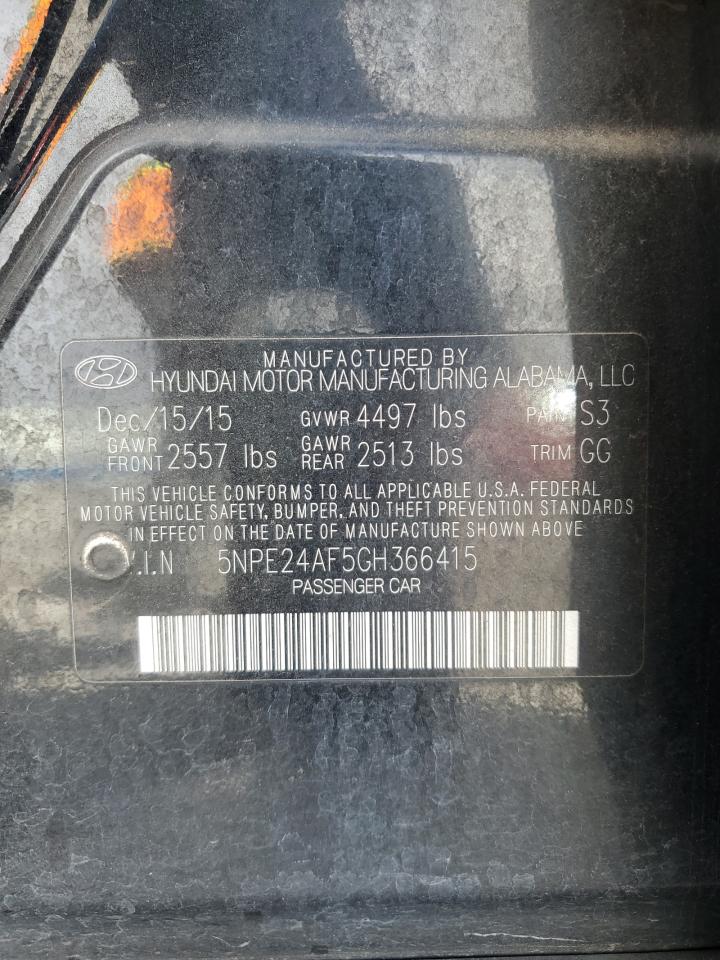 MANUFACTURED BY
HYUNDAI MOTOR MANUFACTURING ALABAMA, LLC
Dec/15/15 GVWR 4497 lbs PAINT S3
GAWR FRONT 2557 lbs GAWR REAR 2513 lbs TRIM GG
THIS VEHICLE CONFORMS TO ALL APPLICABLE U.S.A. FEDERAL
MOTOR VEHICLE SAFETY, BUMPER, AND THEFT PREVENTION STANDARDS
IN EFFECT ON THE DATE OF MANUFACTURE SHOWN ABOVE
V.I.N 5NPE24AF5GH366415
PASSENGER CAR